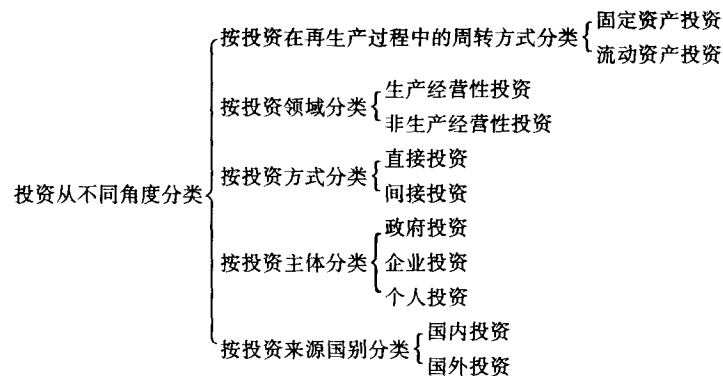 投资从不同角度分类
按投资在再生产过程中的周转方式分类
固定资产投资
流动资产投资
按投资领域分类
生产经营性投资
非生产经营性投资
按投资方式分类
直接投资
间接投资
按投资主体分类
政府投资
企业投资
个人投资
按投资来源国别分类
国内投资
国外投资